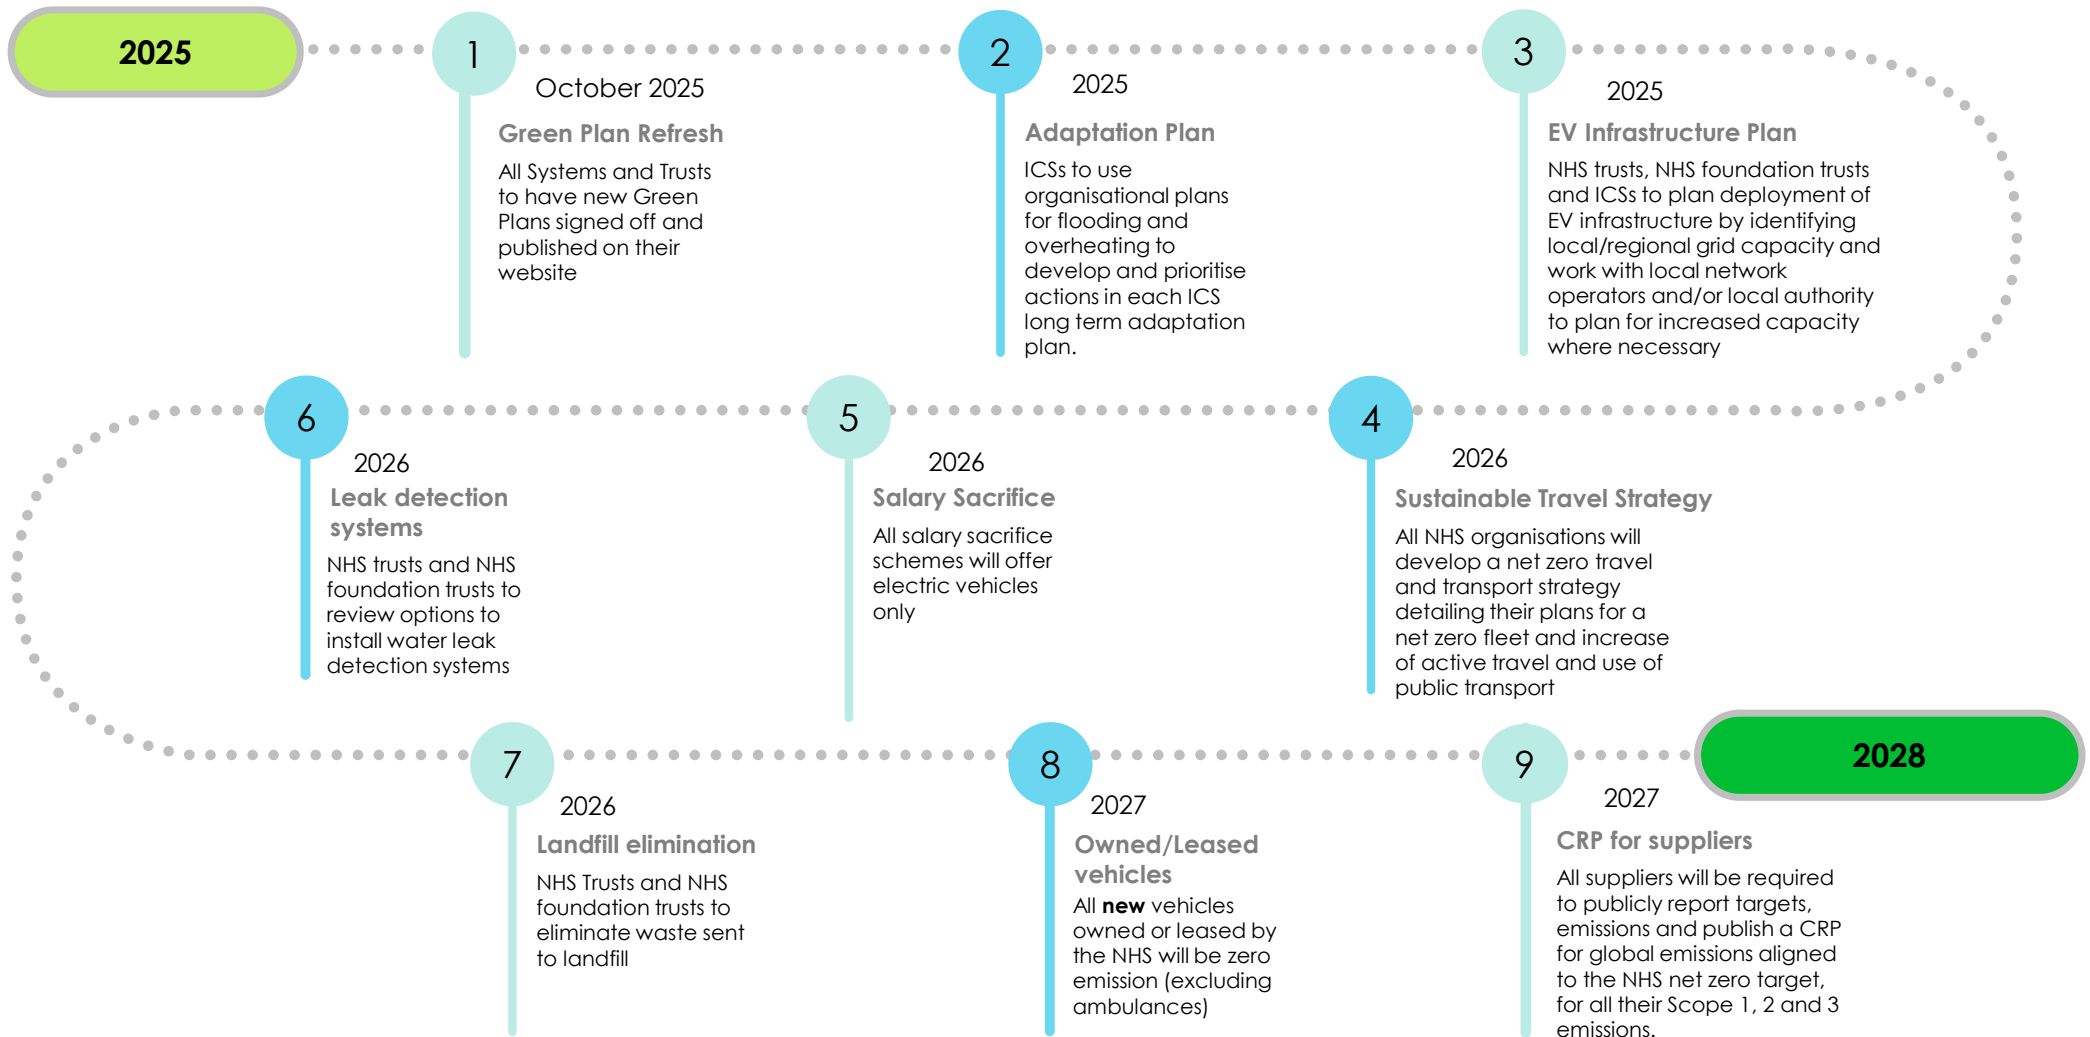 2025
1
October 2025
Green Plan Refresh
All Systems and Trusts
to have new Green
Plans signed off and
published on their
website
2
2025
Adaptation Plan
ICSs to use
organisational plans
for flooding and
overheating to
develop and prioritise
actions in each ICS
long term adaptation
plan.
3
2025
EV Infrastructure Plan
NHS trusts, NHS foundation trusts
and ICSs to plan deployment of
EV infrastructure by identifying
local/regional grid capacity and
work with local network
operators and/or local authority
to plan for increased capacity
where necessary
4
2026
Sustainable Travel Strategy
All NHS organisations will
develop a net zero travel
and transport strategy
detailing their plans for a
net zero fleet and increase
of active travel and use of
public transport
5
2026
Salary Sacrifice
All salary sacrifice
schemes will offer
electric vehicles
only
6
2026
Leak detection
systems
NHS trusts and NHS
foundation trusts to
review options to
install water leak
detection systems
7
2026
Landfill elimination
NHS Trusts and NHS
foundation trusts to
eliminate waste sent
to landfill
8
2027
Owned/Leased
vehicles
All new vehicles
owned or leased by
the NHS will be zero
emission (excluding
ambulances)
9
2027
CRP for suppliers
All suppliers will be required
to publicly report targets,
emissions and publish a CRP
for global emissions aligned
to the NHS net zero target,
for all their Scope 1, 2 and 3
emissions.
2028